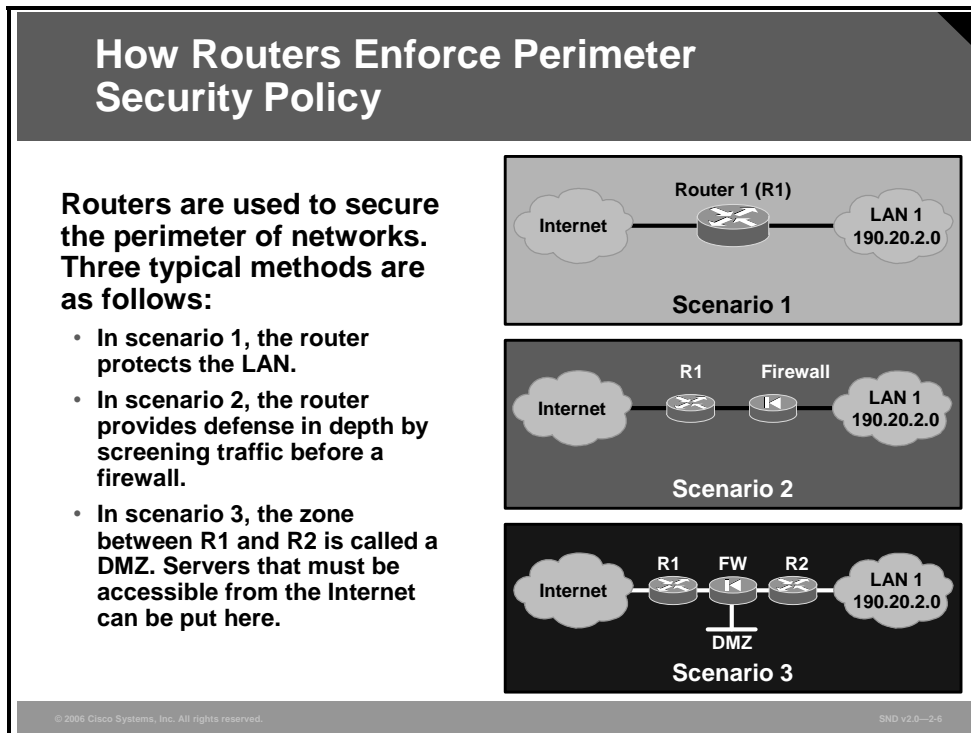 How Routers Enforce Perimeter
Security Policy
Routers are used to secure
the perimeter of networks.
Three typical methods are
as follows:
• In scenario 1, the router
protects the LAN.
• In scenario 2, the router
provides defense in depth by
screening traffic before a
firewall.
• In scenario 3, the zone
between R1 and R2 is called a
DMZ. Servers that must be
accessible from the Internet
can be put here.
Router 1 (R1)
Internet
LAN 1
190.20.2.0
Scenario 1
R1 Firewall
Internet
LAN 1
190.20.2.0
Scenario 2
R1 FW R2
Internet
LAN 1
190.20.2.0
DMZ
Scenario 3
© 2006 Cisco Systems, Inc. All rights reserved. SND v2.0—2-6